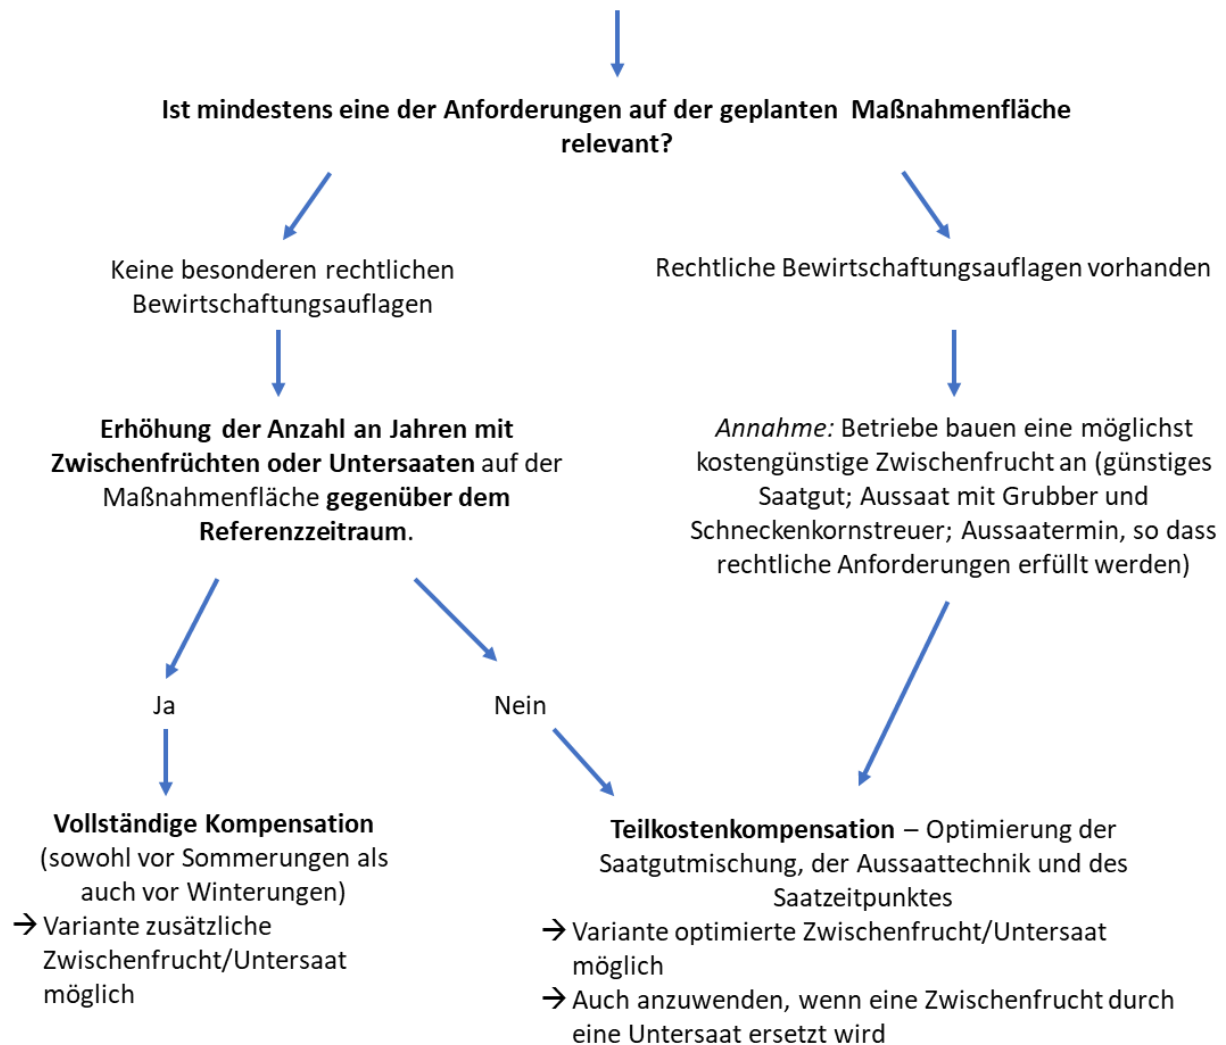 Ist mindestens eine der Anforderungen auf der geplanten Maßnahmenfläche
relevant?
Keine besonderen rechtlichen
Bewirtschaftungsauflagen
Rechtliche Bewirtschaftungsauflagen vorhanden
Erhöhung der Anzahl an Jahren mit
Zwischenfrüchten oder Untersaaten auf der
Maßnahmenfläche gegenüber dem
Referenzzeitraum.
Annahme: Betriebe bauen eine möglichst
kostengünstige Zwischenfrucht an (günstiges
Saatgut; Aussaat mit Grubber und
Schneckenkornstreuer; Aussaatermin, so dass
rechtliche Anforderungen erfüllt werden)
Ja
Nein
Vollständige Kompensation
(sowohl vor Sommerungen als
auch vor Winterungen)
→ Variante zusätzliche
Zwischenfrucht/Untersaat
möglich
Teilkostenkompensation – Optimierung der
Saatgutmischung, der Aussaattechnik und des
Saatzeitpunktes
→ Variante optimierte Zwischenfrucht/Untersaat
möglich
→ Auch anzuwenden, wenn eine Zwischenfrucht durch
eine Untersaat ersetzt wird